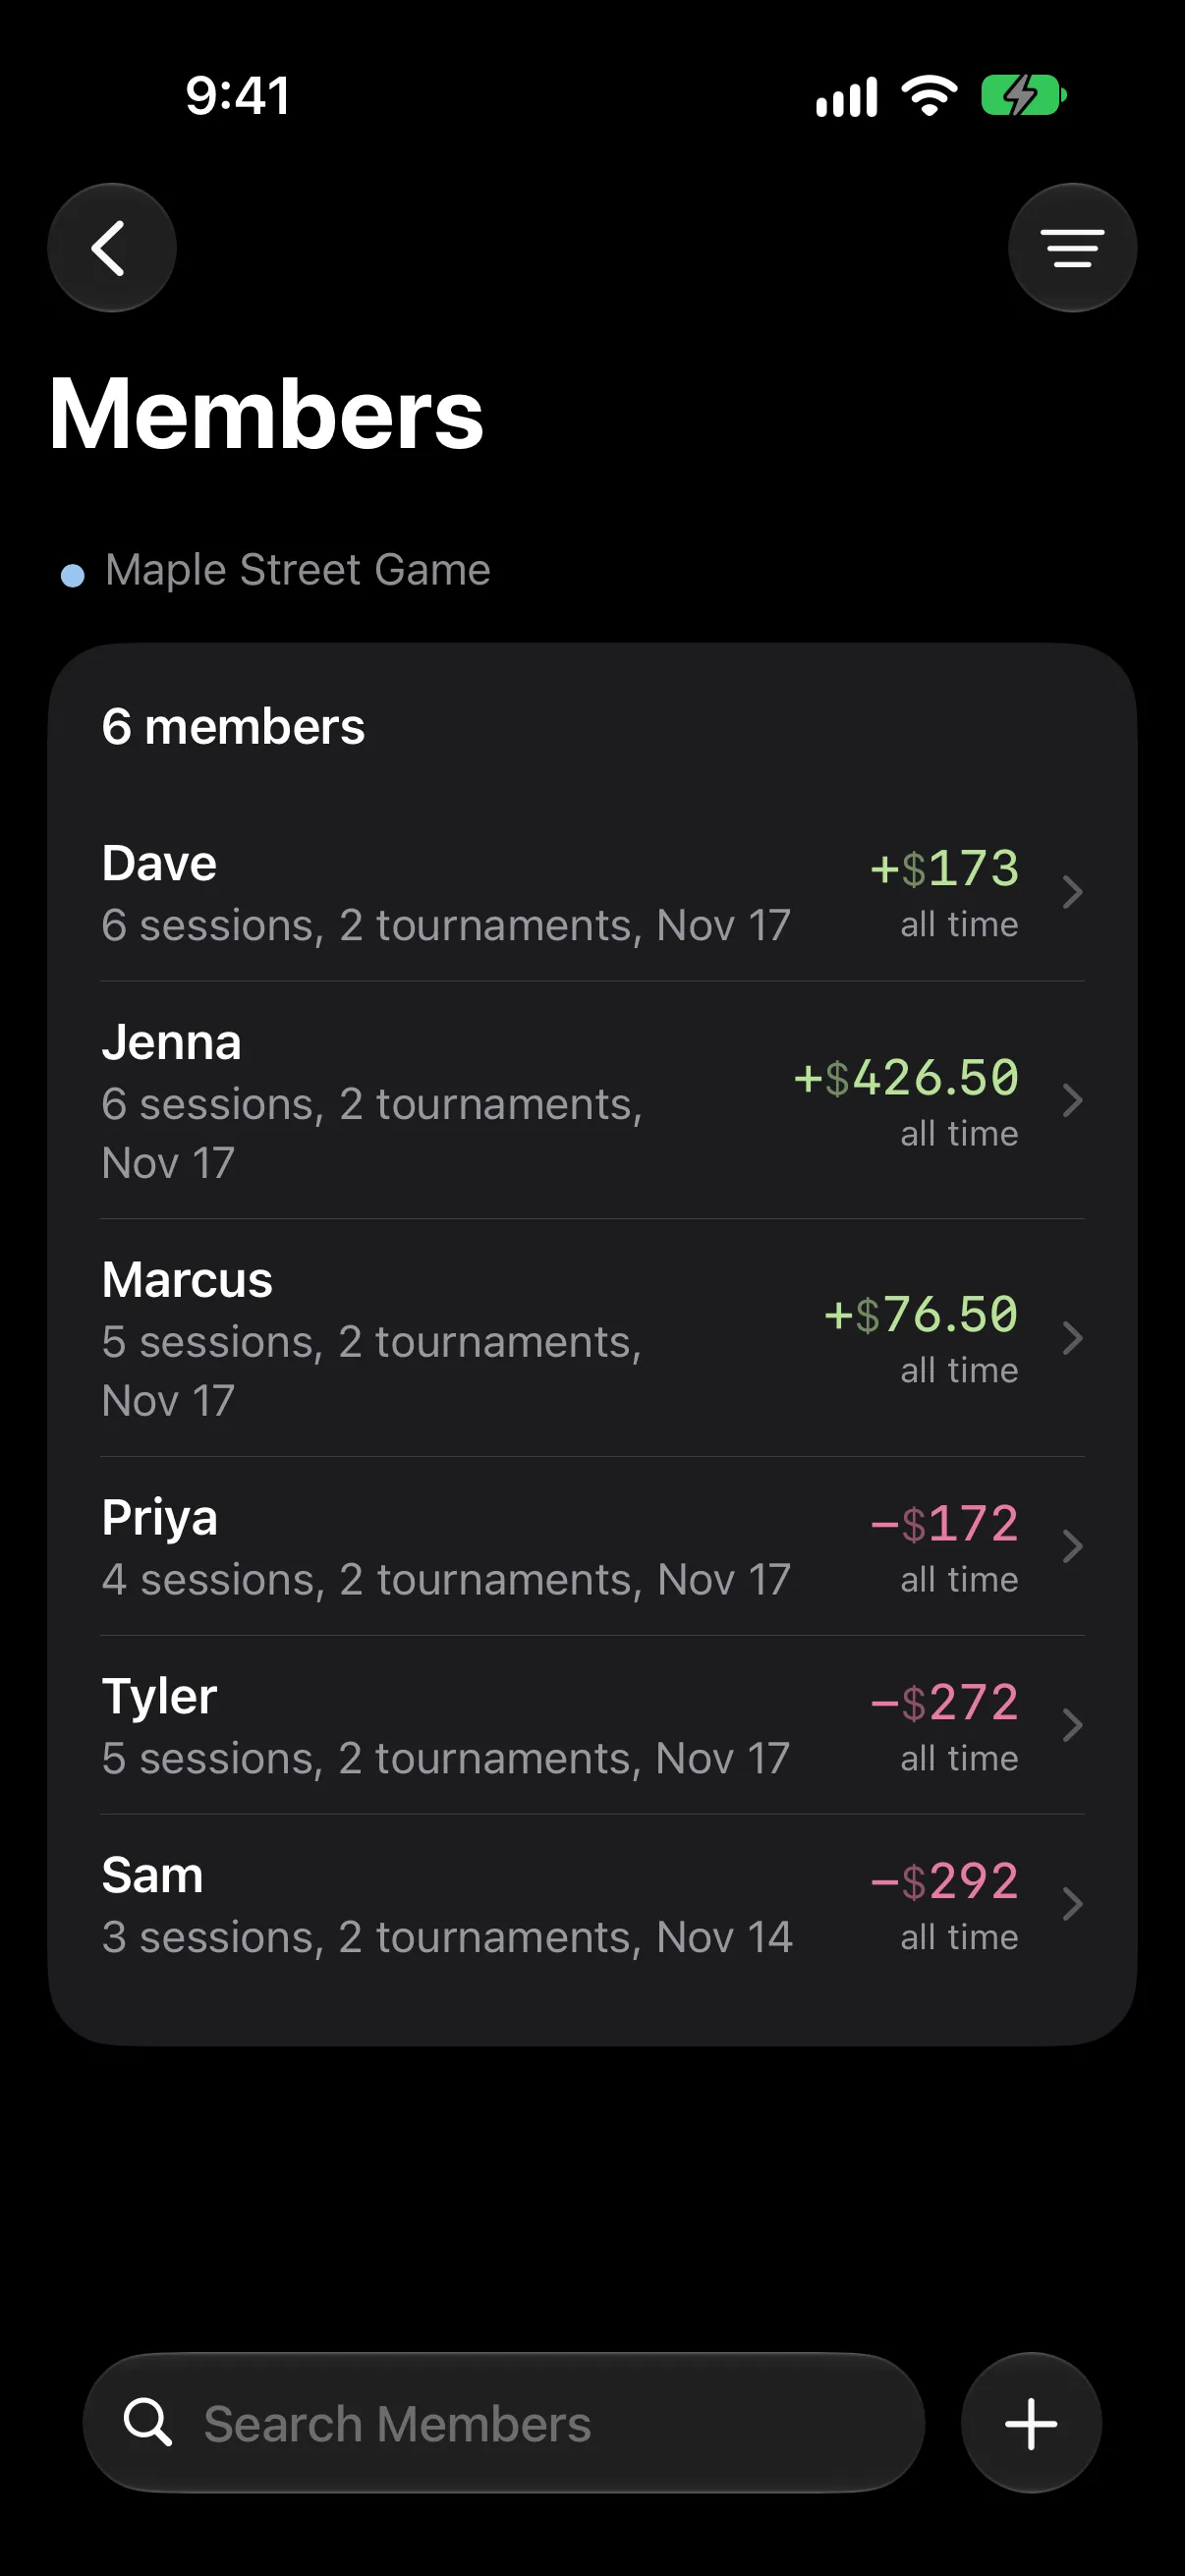 9:41
Members
Maple Street Game
6 members
Dave
+$173
6 sessions, 2 tournaments, Nov 17
all time
Jenna
+$426.50
6 sessions, 2 tournaments,
Nov 17
all time
Marcus
+$76.50
5 sessions, 2 tournaments,
Nov 17
all time
Priya
−$172
4 sessions, 2 tournaments, Nov 17
all time
Tyler
−$272
5 sessions, 2 tournaments, Nov 17
all time
Sam
−$292
3 sessions, 2 tournaments, Nov 14
all time
Search Members